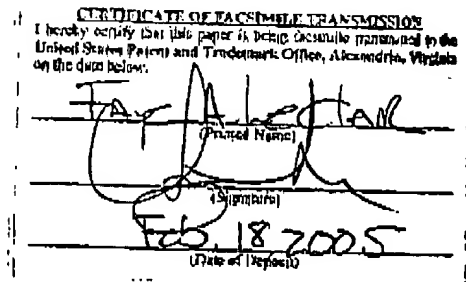 CERTIFICATE OF FACSIMILE TRANSMISSION
I hereby certify that this paper is being facsimile transmitted to the
United States Patent and Trademark Office, Alexandria, Virginia
on the date below.
(Printed Name)
(Signature)
Feb. 18 2005
(Date of Deposit)